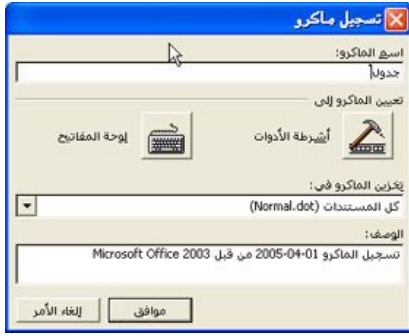 تسجيل ماكرو
اسم الماكرو:
جدول
تعيين الماكرو إلى
أشرطة الأدوات
لوحة المفاتيح
تخزين الماكرو في:
كل المستندات (Normal.dot)
الوصف:
تسجيل الماكرو 01-04-2005 من قبل Microsoft Office 2003
موافق
إلغاء الأمر